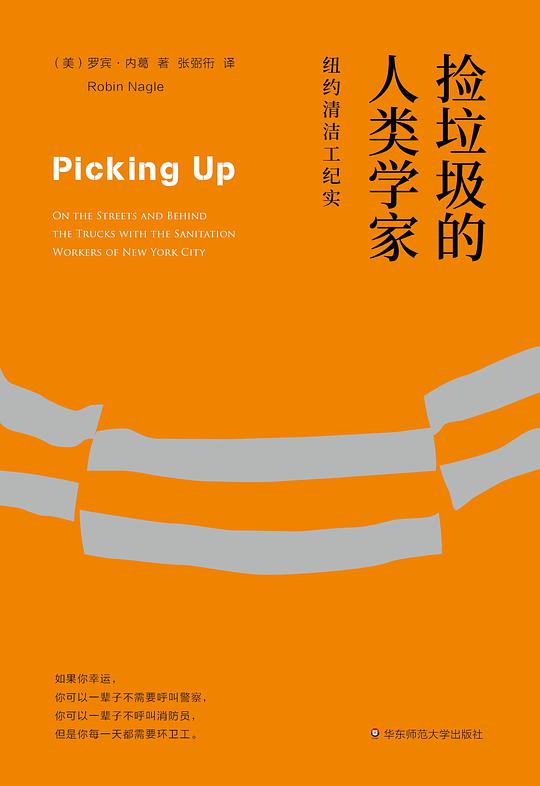 捡垃圾的
人类学家
纽约清洁工纪实
（美）罗宾·内葛 著 张弼衎 译
Robin Nagle
Picking Up
On the Streets and Behind
the Trucks with the Sanitation
Workers of New York City
如果你幸运，
你可以一辈子不需要呼叫警察，
你可以一辈子不呼叫消防员，
但是你每一天都需要环卫工。
华东师范大学出版社